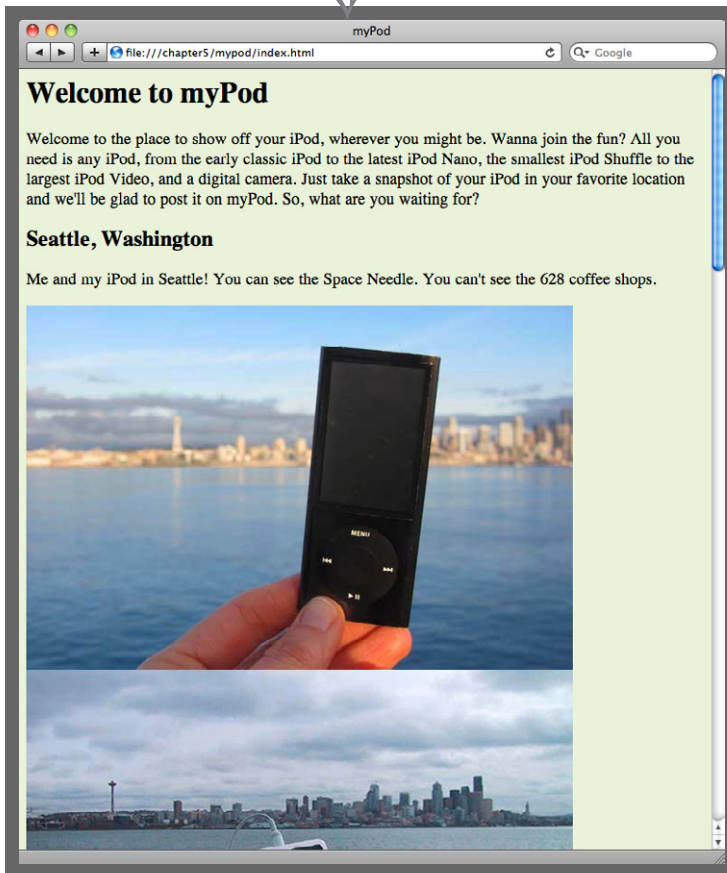 myPod
file:///chapter5/mypod/index.html
Google
Welcome to myPod
Welcome to the place to show off your iPod, wherever you might be. Wanna join the fun? All you
need is any iPod, from the early classic iPod to the latest iPod Nano, the smallest iPod Shuffle to the
largest iPod Video, and a digital camera. Just take a snapshot of your iPod in your favorite location
and we'll be glad to post it on myPod. So, what are you waiting for?
Seattle, Washington
Me and my iPod in Seattle! You can see the Space Needle. You can't see the 628 coffee shops.
MENU